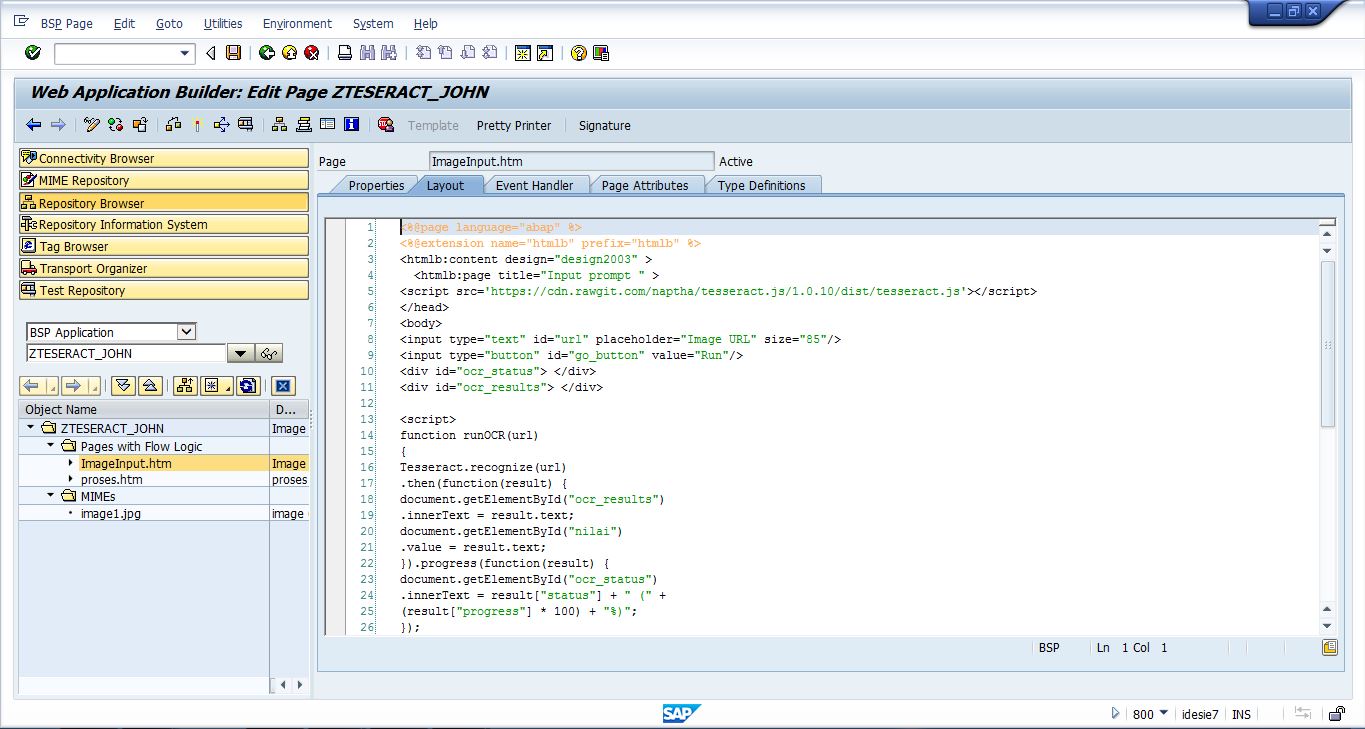 BSP Page Edit Goto Utilities Environment System Help
Web Application Builder: Edit Page ZTESERACT_JOHN
Template Pretty Printer Signature
Connectivity Browser
MIME Repository
Repository Browser
Repository Information System
Tag Browser
Transport Organizer
Test Repository
BSP Application
ZTESERACT_JOHN
Object Name D...
ZTESERACT_JOHN Image
Pages with Flow Logic
ImageInput.htm Image
proses.htm proses
MIMEs
image1.jpg image
Page ImageInput.htm Active
Properties Layout Event Handler Page Attributes Type Definitions
1 <%@page language="abap" %>
2 <%@extension name="htmlb" prefix="htmlb" %>
3 <htmlb:content design="design2003" >
4 <htmlb:page title="Input prompt " >
5 <script src='https://cdn.rawgit.com/naptha/tesseract.js/1.0.10/dist/tesseract.js'></script>
6 </head>
7 <body>
8 <input type="text" id="url" placeholder="Image URL" size="85"/>
9 <input type="button" id="go_button" value="Run"/>
10 <div id="ocr_status"> </div>
11 <div id="ocr_results"> </div>
12
13 <script>
14 function runOCR(url)
15 {
16 Tesseract.recognize(url)
17 .then(function(result) {
18 document.getElementById("ocr_results")
19 .innerText = result.text;
20 document.getElementById("nilai")
21 .value = result.text;
22 }).progress(function(result) {
23 document.getElementById("ocr_status")
24 .innerText = result["status"] + " (" +
25 (result["progress"] * 100) + "%)";
26 });
BSP Ln 1 Col 1
SAP 800 idesie7 INS